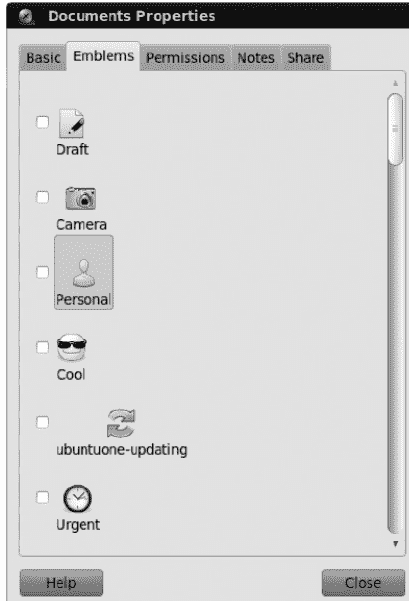 Documents Properties
Basic Emblems Permissions Notes Share
Draft
Camera
Personal
Cool
ubuntuone-updating
Urgent
Help Close